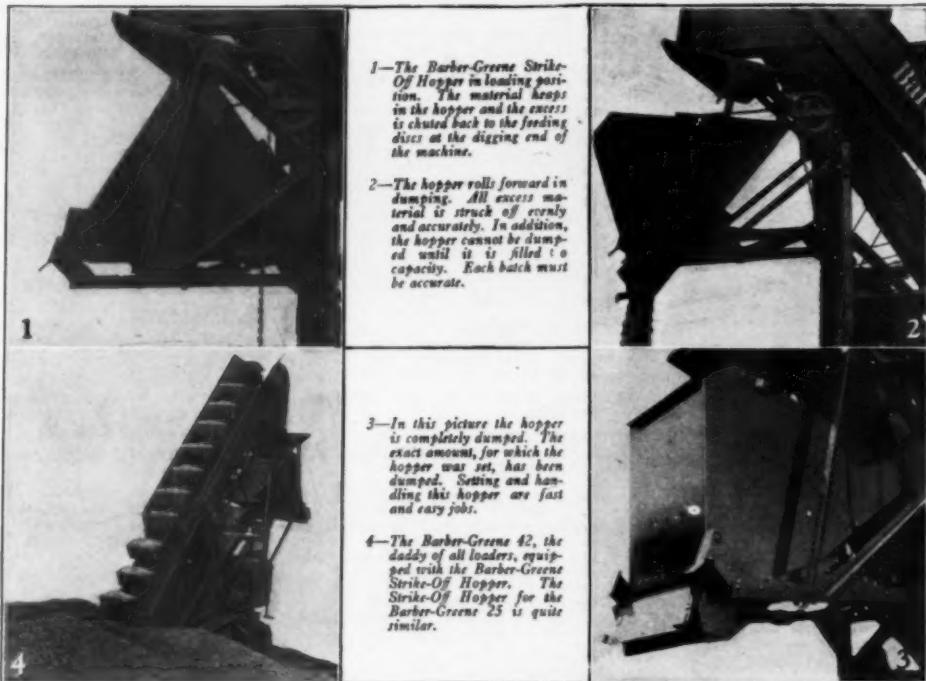 1—The Barber-Greene Strike-
Off Hopper in loading posi-
tion. The material heaps
in the hopper and the excess
is chuted back to the feeding
discs at the digging end of
the machine.
2—The hopper rolls forward in
dumping. All excess ma-
terial is struck off evenly
and accurately. In addition,
the hopper cannot be dump-
ed until it is filled to
capacity. Each batch must
be accurate.
Bar
1
2
3—In this picture the hopper
is completely dumped. The
exact amount, for which the
hopper was set, has been
dumped. Setting and han-
dling this hopper are fast
and easy jobs.
4—The Barber-Greene 42, the
daddy of all loaders, equip-
ped with the Barber-Greene
Strike-Off Hopper. The
Strike-Off Hopper for the
Barber-Greene 25 is quite
similar.
4
3